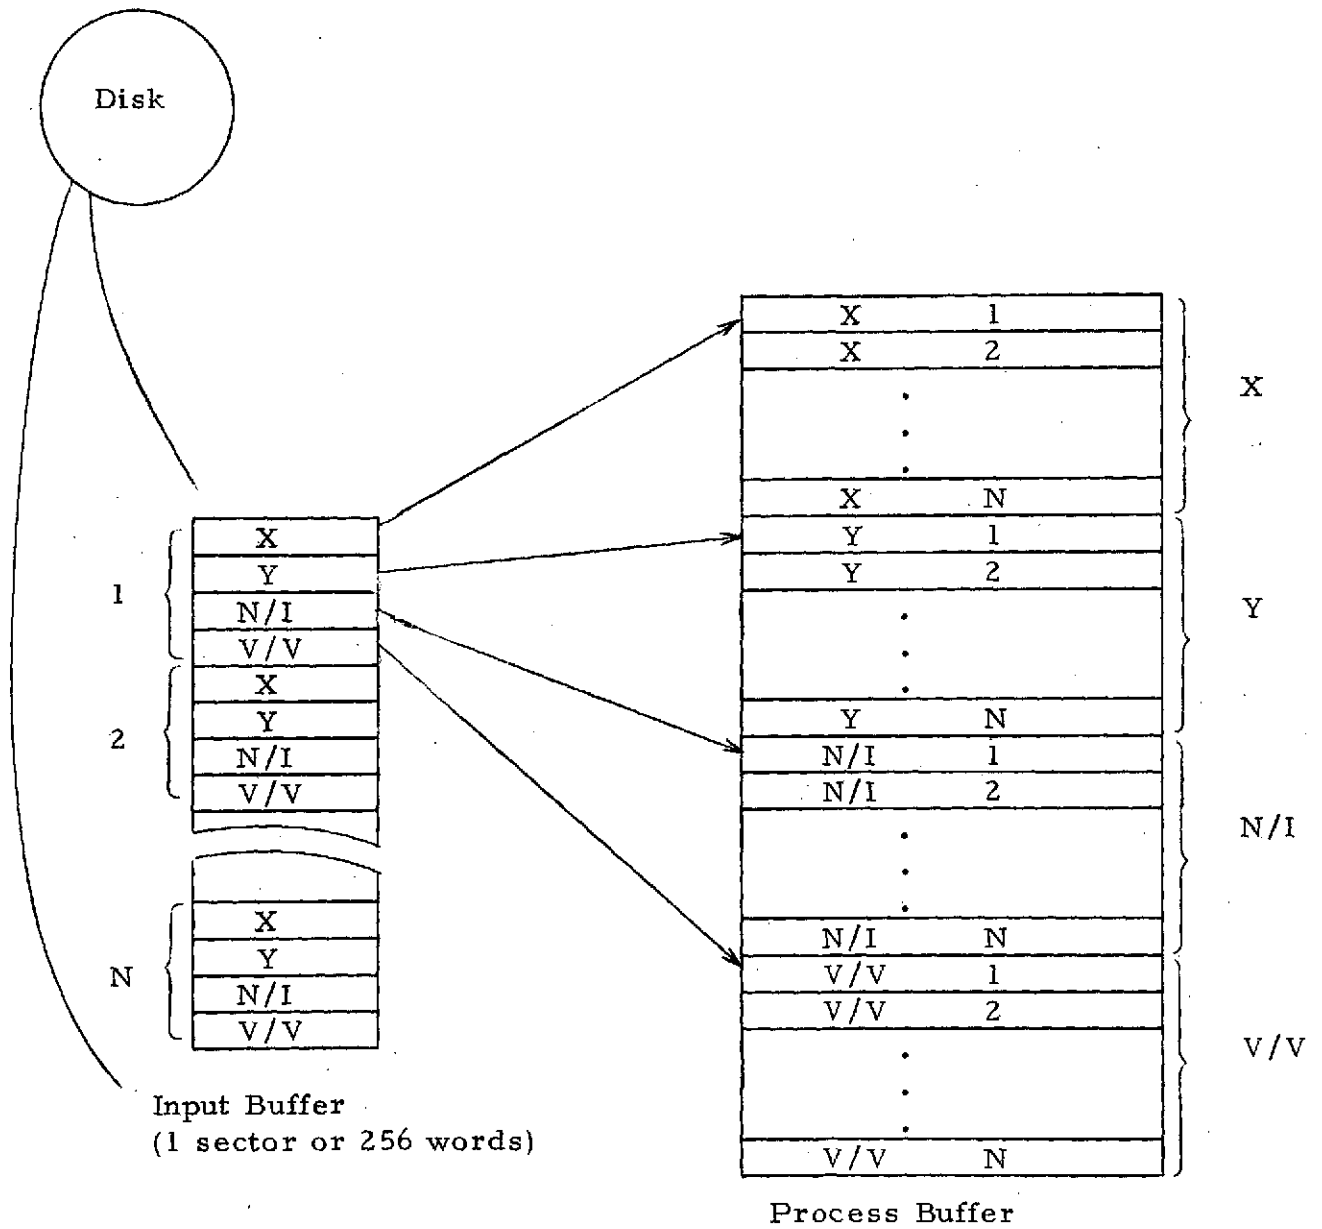 Disk
1
X
Y
N/I
V/V
2
X
Y
N/I
V/V
N
X
Y
N/I
V/V
Input Buffer
(1 sector or 256 words)
X 1
X 2
X N
X
Y 1
Y 2
Y N
Y
N/I 1
N/I 2
N/I N
N/I
V/V 1
V/V 2
V/V N
V/V
Process Buffer